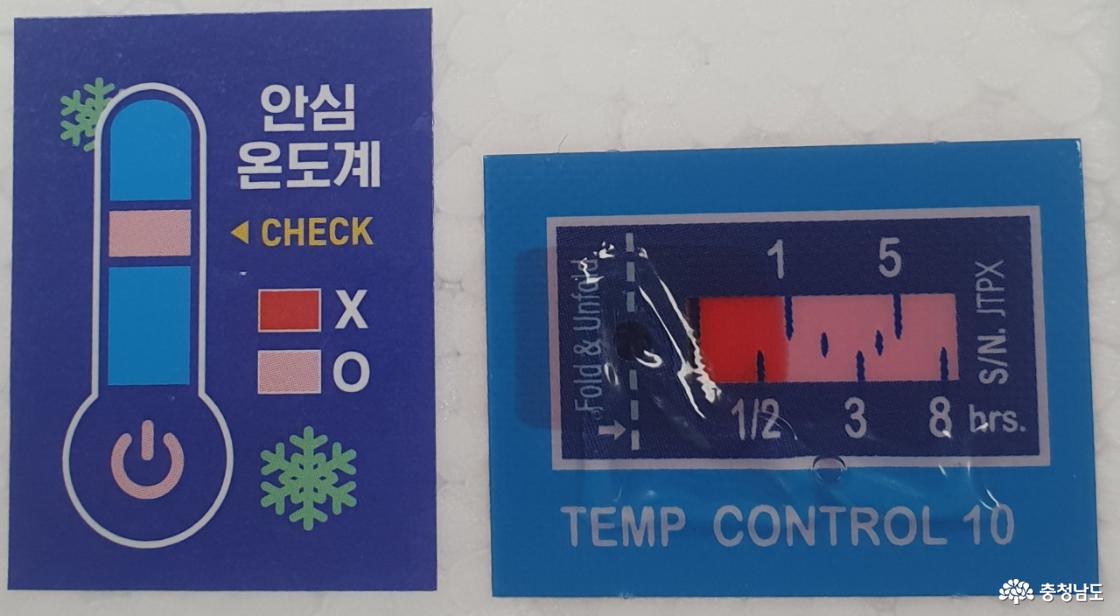 안심
온도계
◀ CHECK
X
O
Fold & Unfold
1 5
1/2 3 8 hrs.
S/N. JTPX
TEMP CONTROL 10
충청남도